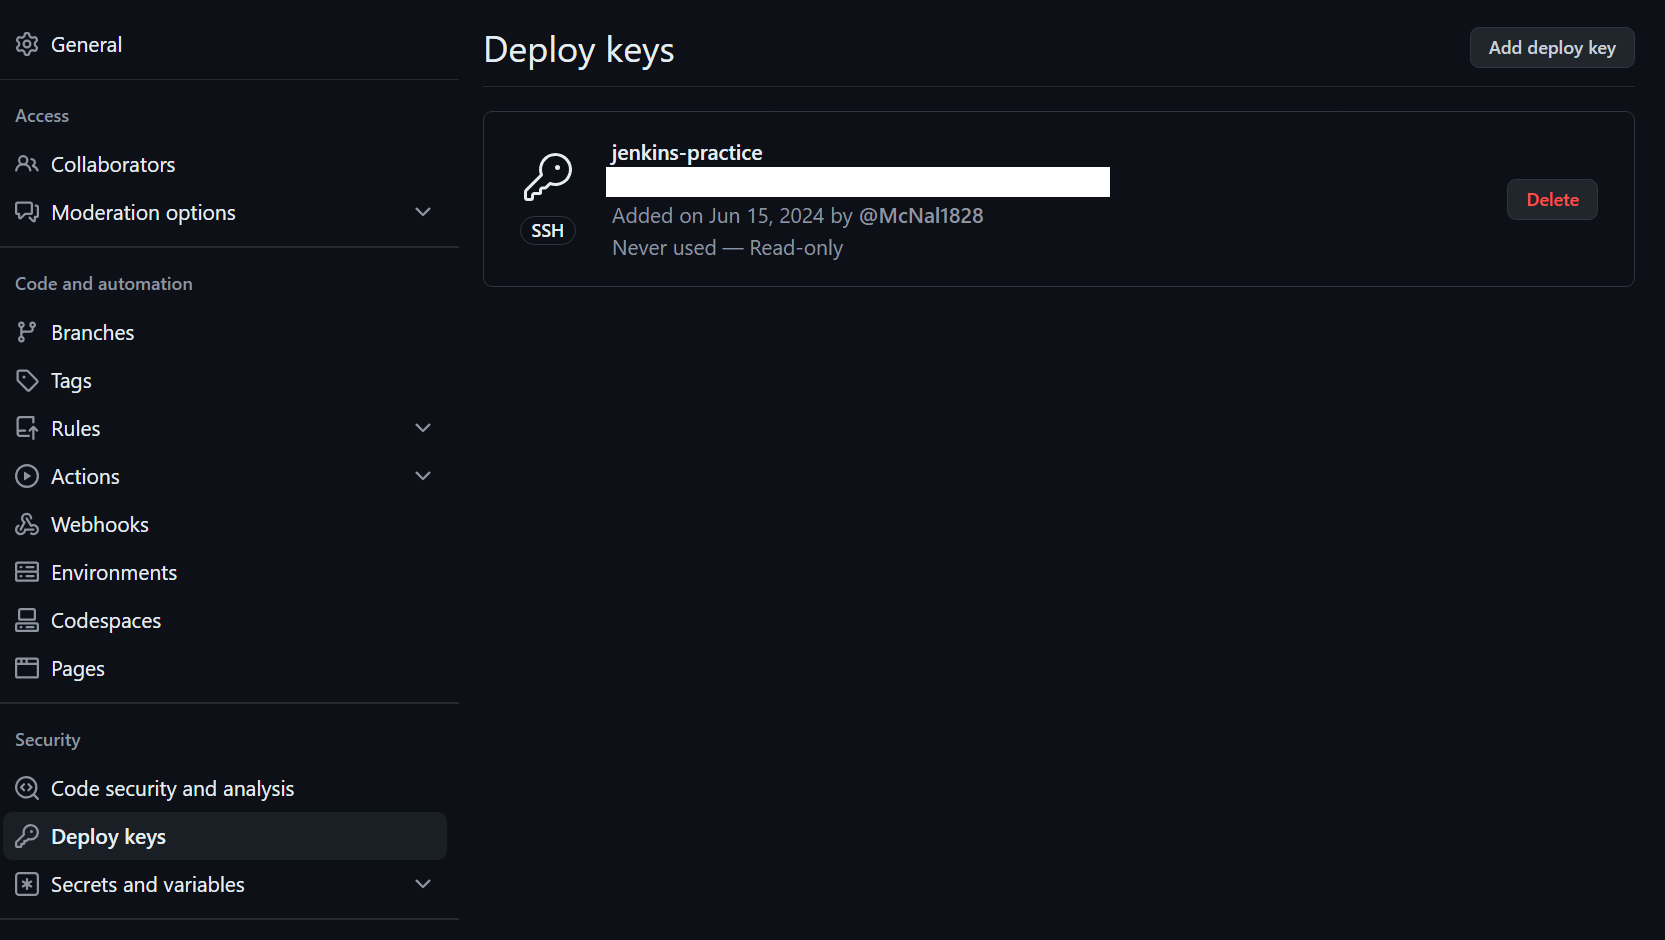 General
Access
Collaborators
Moderation options
Code and automation
Branches
Tags
Rules
Actions
Webhooks
Environments
Codespaces
Pages
Security
Code security and analysis
Deploy keys
Secrets and variables
Deploy keys
Add deploy key
jenkins-practice
SSH
Added on Jun 15, 2024 by @McNal1828
Never used — Read-only
Delete